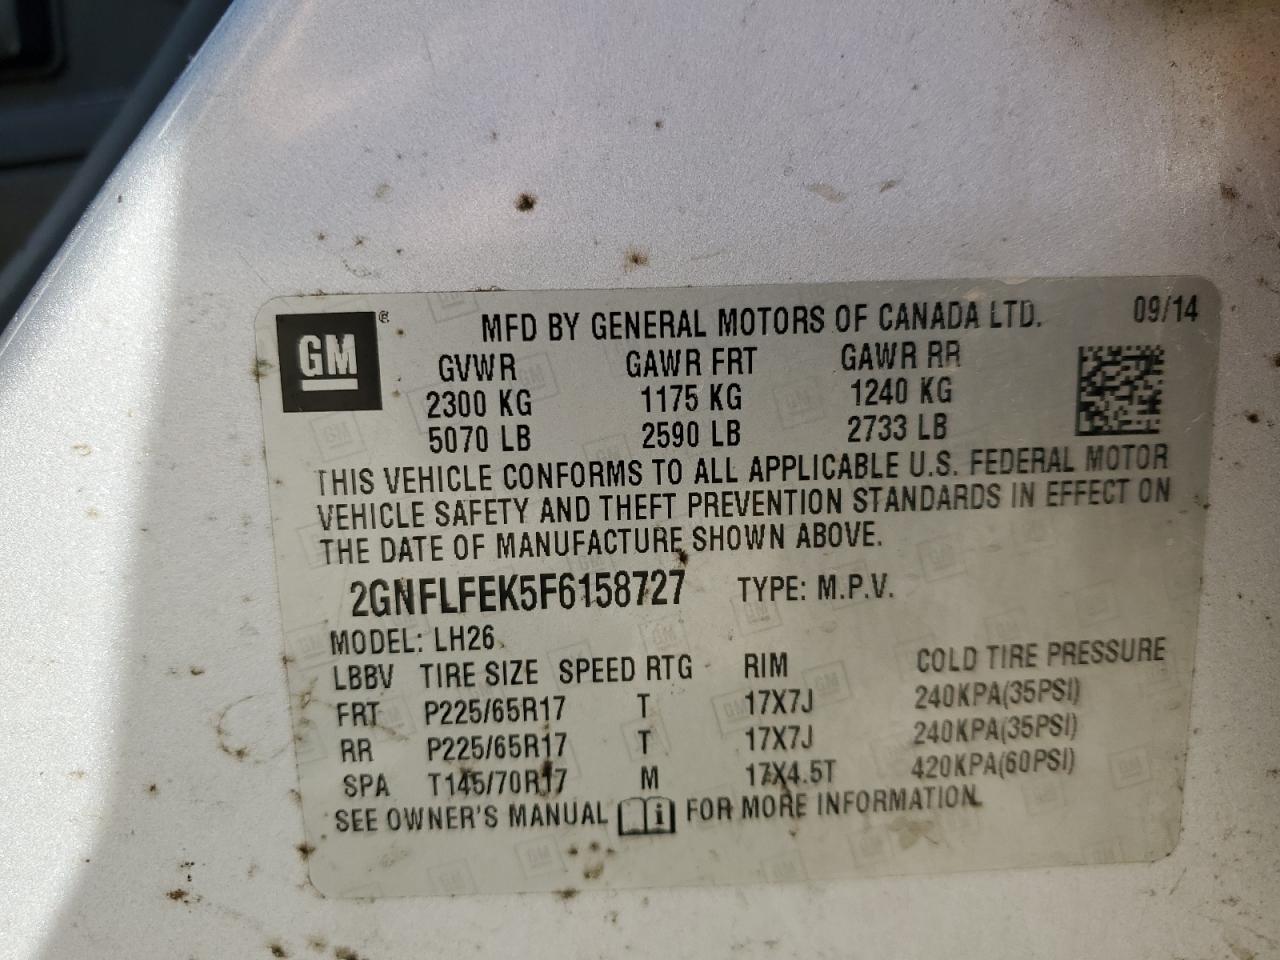 GM ®
MFD BY GENERAL MOTORS OF CANADA LTD. 09/14
GVWR GAWR FRT GAWR RR
2300 KG 1175 KG 1240 KG
5070 LB 2590 LB 2733 LB
THIS VEHICLE CONFORMS TO ALL APPLICABLE U.S. FEDERAL MOTOR
VEHICLE SAFETY AND THEFT PREVENTION STANDARDS IN EFFECT ON
THE DATE OF MANUFACTURE SHOWN ABOVE.
2GNFLFEK5F6158727 TYPE: M.P.V.
MODEL: LH26
LBBV TIRE SIZE SPEED RTG RIM COLD TIRE PRESSURE
FRT P225/65R17 T 17X7J 240KPA(35PSI)
RR P225/65R17 T 17X7J 240KPA(35PSI)
SPA T145/70R17 M 17X4.5T 420KPA(60PSI)
SEE OWNER'S MANUAL i FOR MORE INFORMATION.